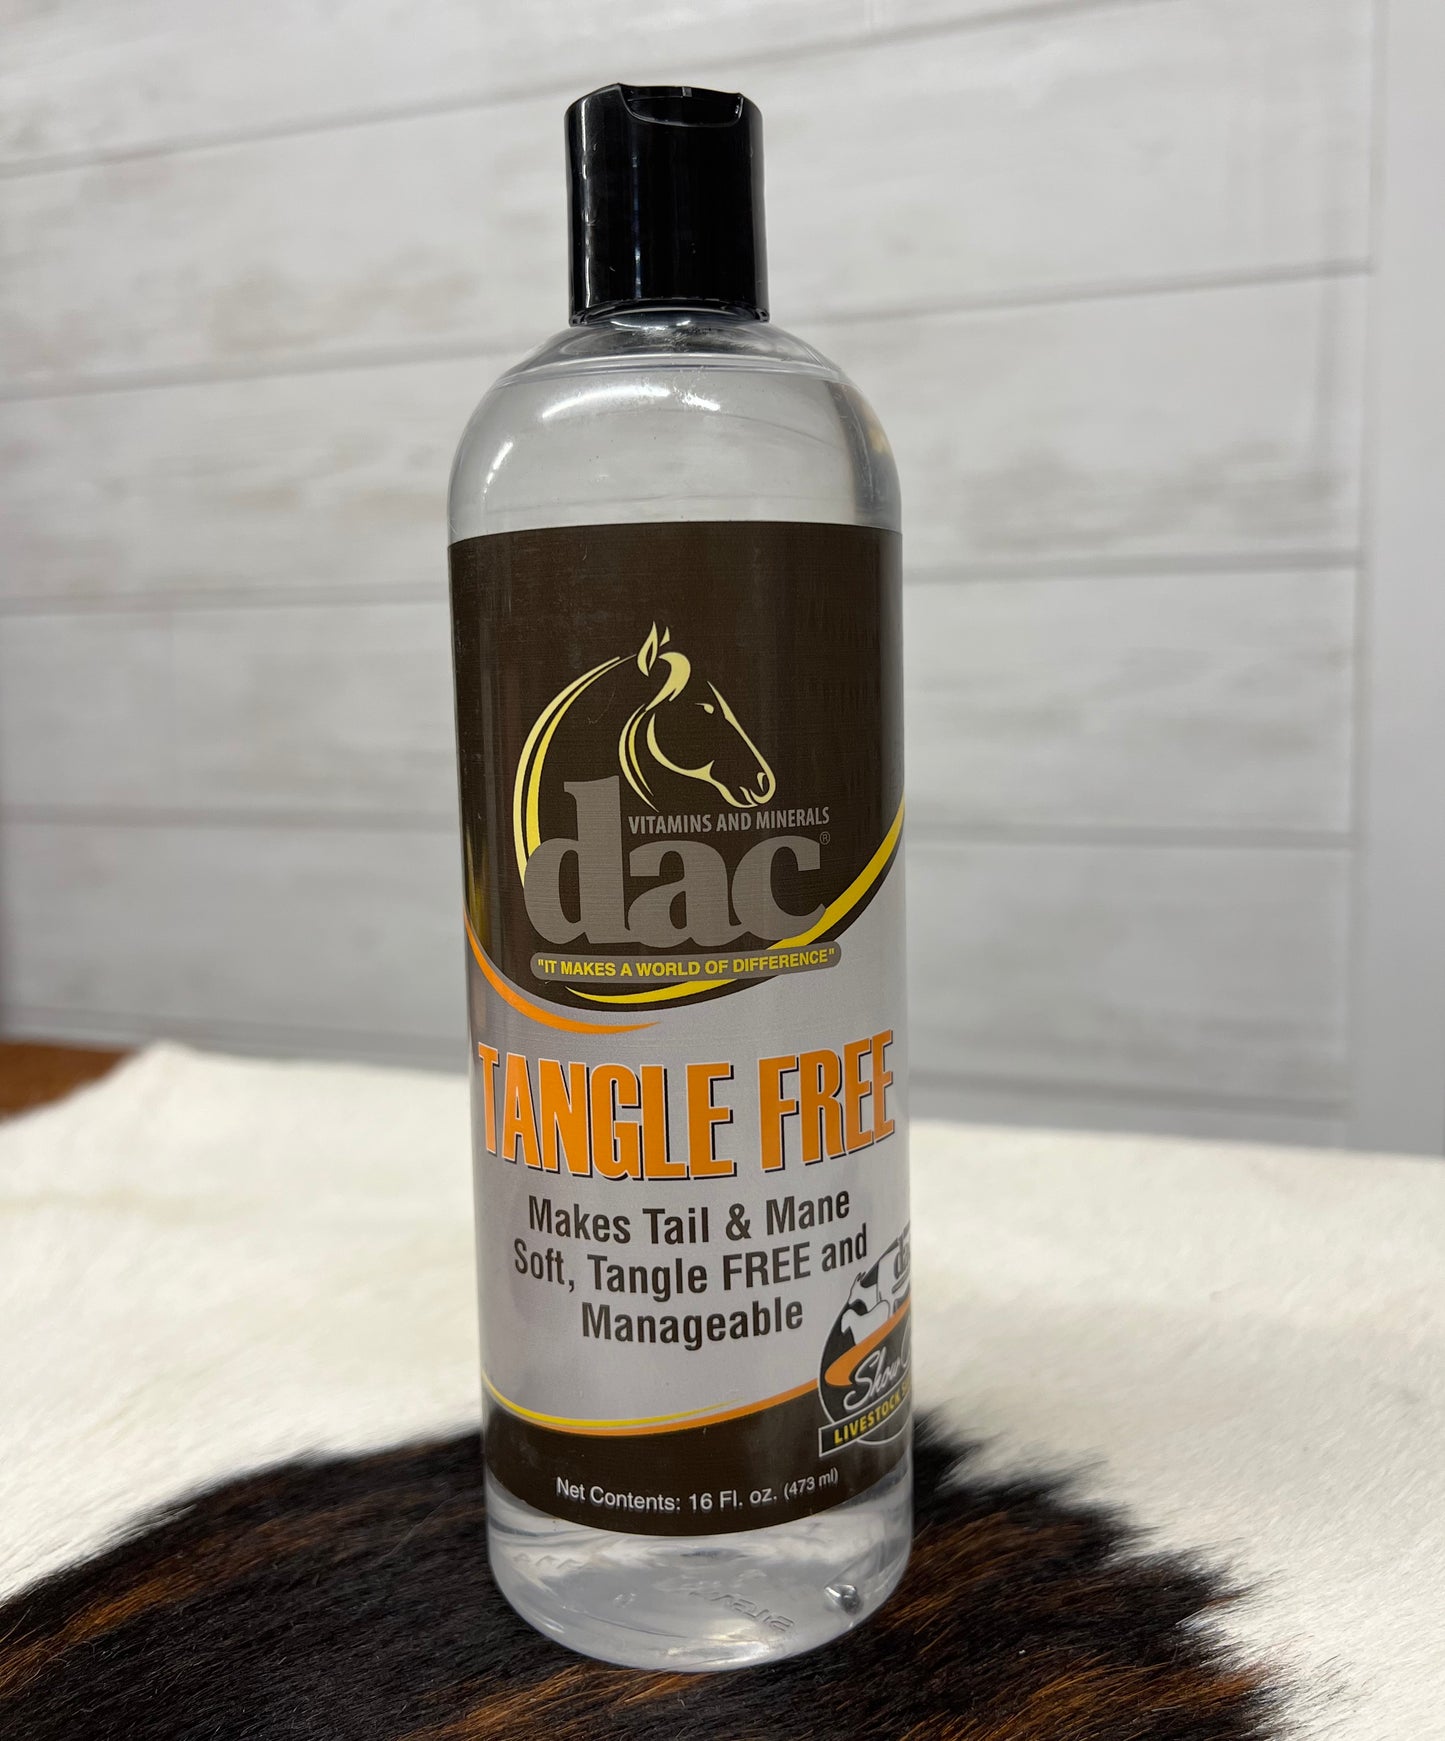 VITAMINS AND MINERALS
dac®
"IT MAKES A WORLD OF DIFFERENCE"
TANGLE FREE
Makes Tail & Mane
Soft, Tangle FREE and
Manageable
Show
LIVESTOCK
Net Contents: 16 Fl. oz. (473 ml)